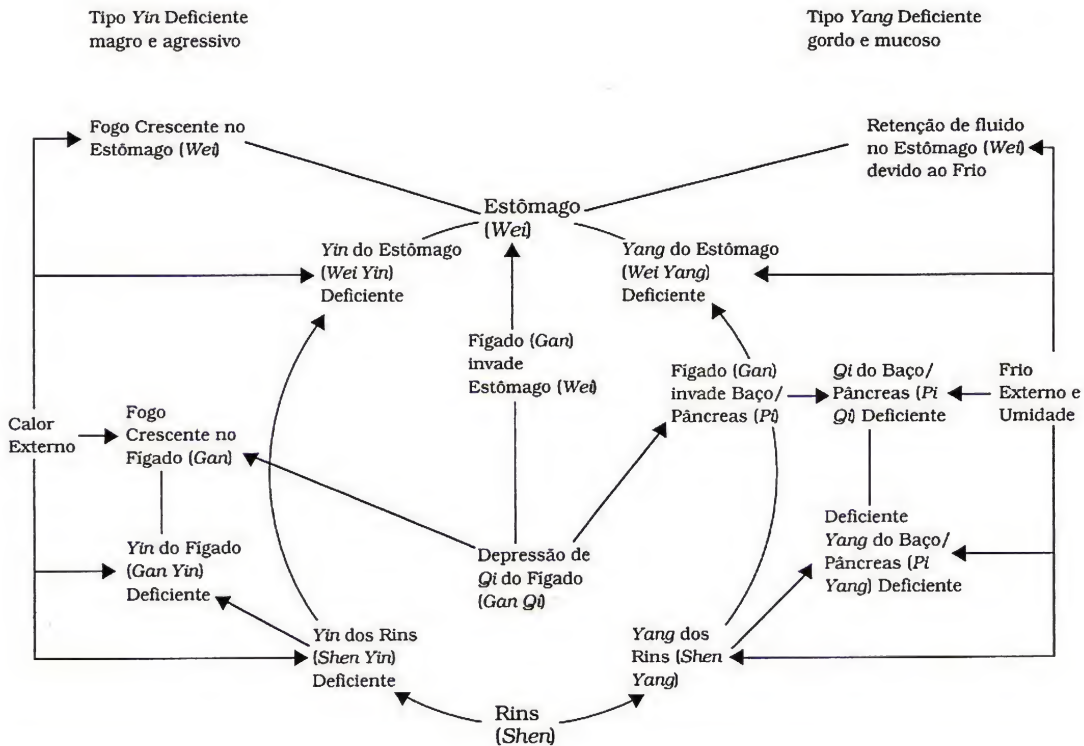 Tipo Yin Deficiente
magro e agressivo
Tipo Yang Deficiente
gordo e mucoso
Fogo Crescente no
Estômago (Wei)
Retenção de fluido
no Estômago (Wei)
devido ao Frio
Estômago
(Wei)
Yin do Estômago
(Wei Yin)
Deficiente
Yang do Estômago
(Wei Yang)
Deficiente
Fígado (Gan)
invade
Estômago (Wei)
Fígado (Gan)
invade Baço/
Pâncreas (Pi)
Qi do Baço/
Pâncreas (Pi
Qi) Deficiente
Frio
Externo e
Umidade
Calor
Externo
Fogo
Crescente no
Fígado (Gan)
Yin do Fígado
(Gan Yin)
Deficiente
Depressão de
Qi do Fígado
(Gan Qi)
Deficiente
Yang do Baço/
Pâncreas (Pi
Yang) Deficiente
Yin dos Rins
(Shen Yin)
Deficiente
Yang dos
Rins (Shen
Yang)
Rins
(Shen)